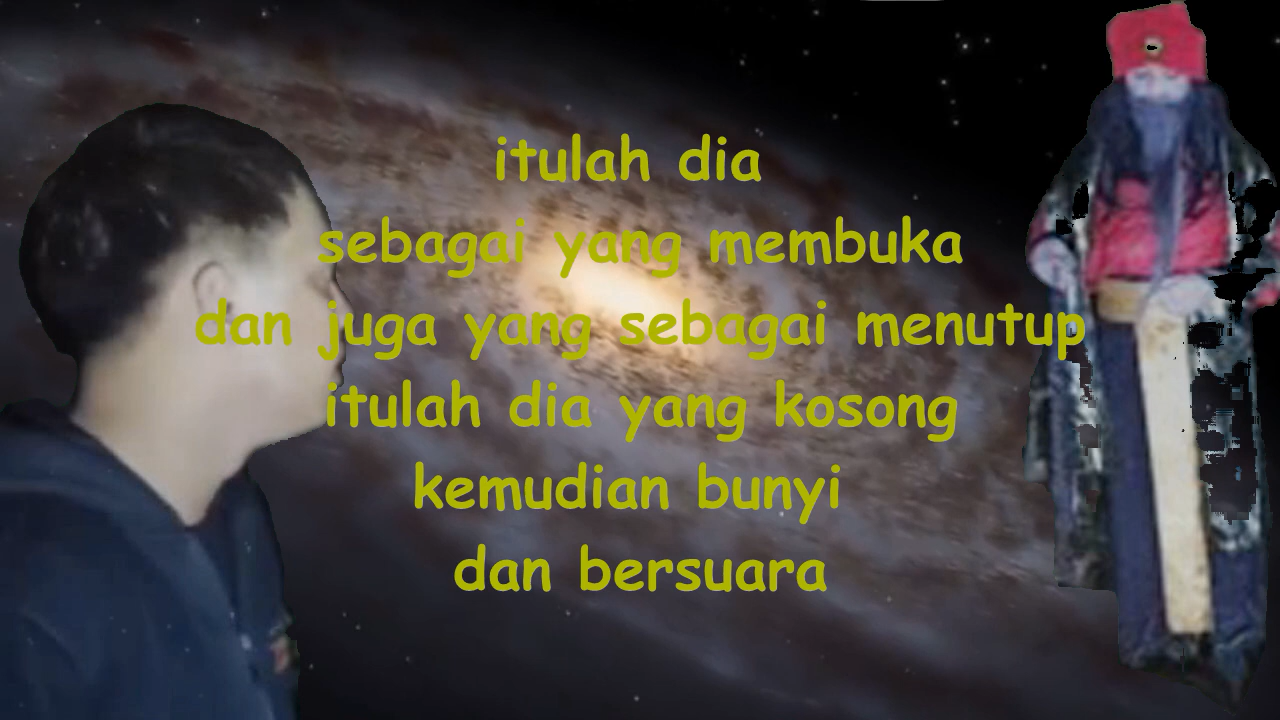 itulah dia
sebagai yang membuka
dan juga yang sebagai menutup
itulah dia yang kosong
kemudian bunyi
dan bersuara